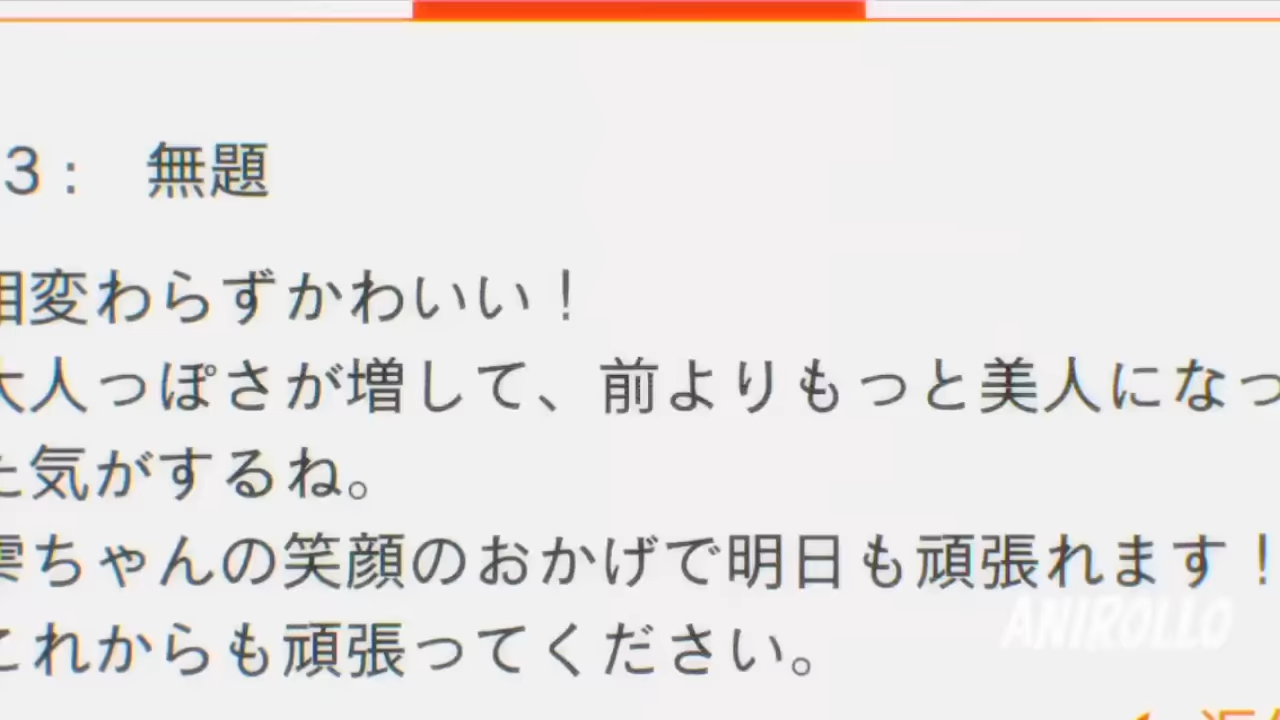 3： 無題
相変わらずかわいい！
大人っぽさが増して、前よりもっと美人になっ
た気がするね。
ちゃんの笑顔のおかげで明日も頑張れます！
これからも頑張ってください。
ANIROLLO